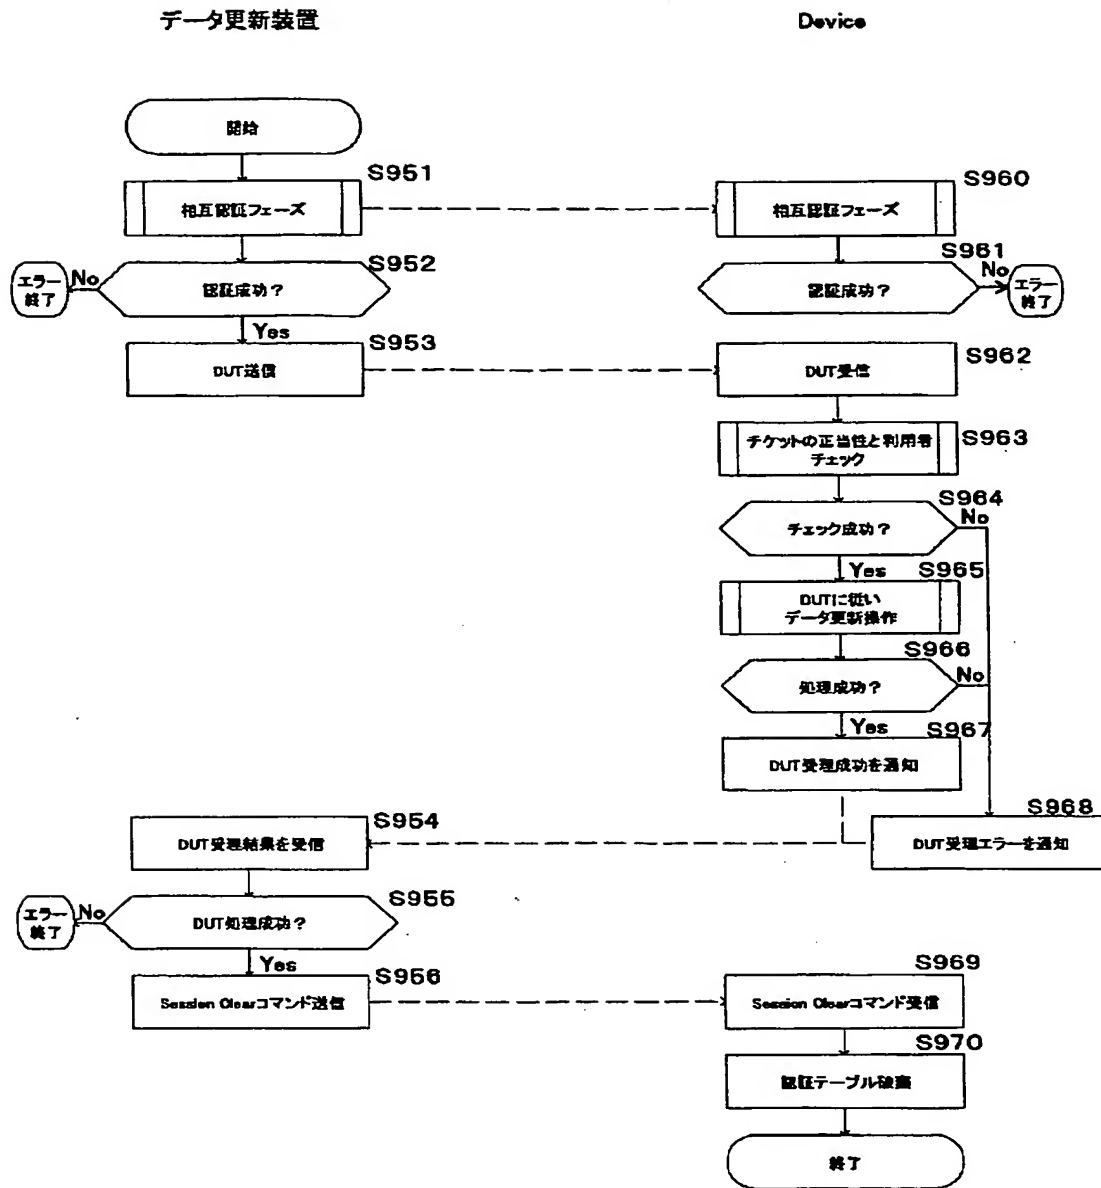 データ更新装置
Device
開始
S951
相互認証フェーズ
S960
相互認証フェーズ
S952
認証成功?
No
エラー
終了
S961
認証成功?
No
エラー
終了
Yes
S953
DUT送信
S962
DUT受信
チケットの正当性と利用者
チェック
S963
S964
チェック成功?
No
Yes
S965
DUTに従い
データ更新操作
S966
処理成功?
No
Yes
S967
DUT受理成功を通知
S954
DUT受理結果を受信
S968
DUT受理エラーを通知
S955
DUT処理成功?
No
エラー
終了
Yes
S956
Session Clearコマンド送信
S969
Session Clearコマンド受信
S970
認証テーブル破棄
終了